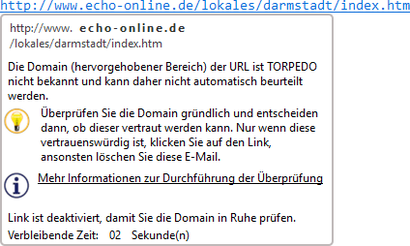 http://www.echo-online.de/lokales/darmstadt/index.htm
http://www. echo-online.de
/lokales/darmstadt/index.htm
Die Domain (hervorgehobener Bereich) der URL ist TORPEDO
nicht bekannt und kann daher nicht automatisch beurteilt
werden.
Überprüfen Sie die Domain gründlich und entscheiden
dann, ob dieser vertraut werden kann. Nur wenn diese
vertrauenswürdig ist, klicken Sie auf den Link,
ansonsten löschen Sie diese E-Mail.
Mehr Informationen zur Durchführung der Überprüfung
Link ist deaktiviert, damit Sie die Domain in Ruhe prüfen.
Verbleibende Zeit: 02 Sekunde(n)